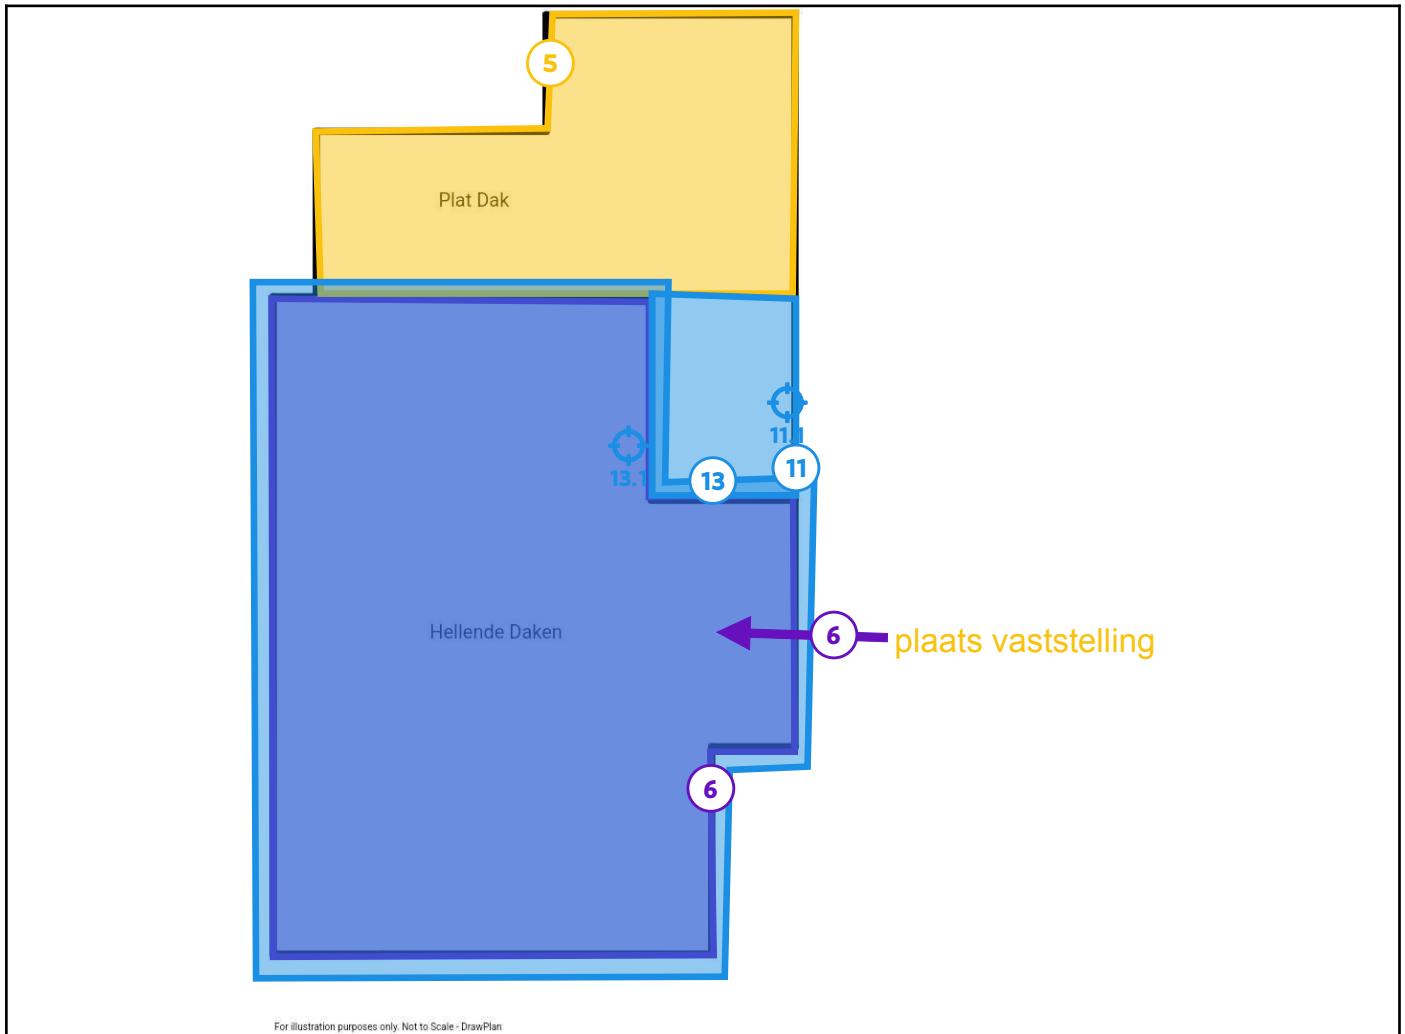 5
Plat Dak
11.1
13.1
11
13
Hellende Daken
6
plaats vaststelling
6
For illustration purposes only. Not to Scale - DrawPlan